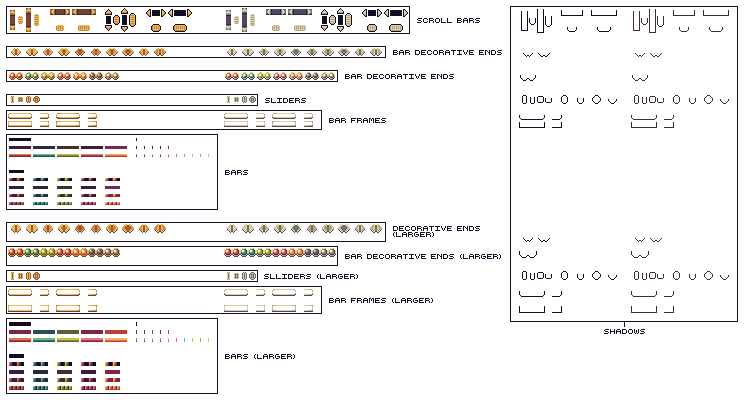 SCROLL BARS
BAR DECORATIVE ENDS
BAR DECORATIVE ENDS
SLIDERS
BAR FRAMES
BARS
DECORATIVE ENDS
(LARGER)
BAR DECORATIVE ENDS (LARGER)
SLLIDERS (LARGER)
BAR FRAMES (LARGER)
SHADOWS
BARS (LARGER)